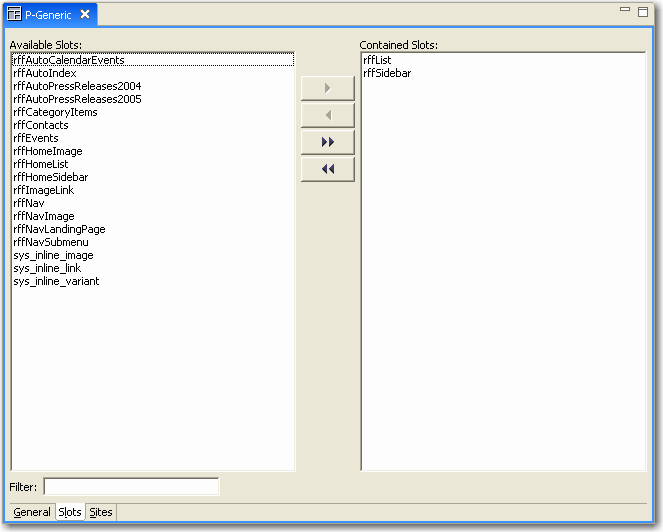 P-Generic
Available Slots:
rffAutoCalendarEvents
rffAutoIndex
rffAutoPressReleases2004
rffAutoPressReleases2005
rffCategoryItems
rffContacts
rffEvents
rffHomeImage
rffHomeList
rffHomeSidebar
rffImageLink
rffNav
rffNavImage
rffNavLandingPage
rffNavSubmenu
sys_inline_image
sys_inline_link
sys_inline_variant
Contained Slots:
rffList
rffSidebar
Filter:
General Slots Sites